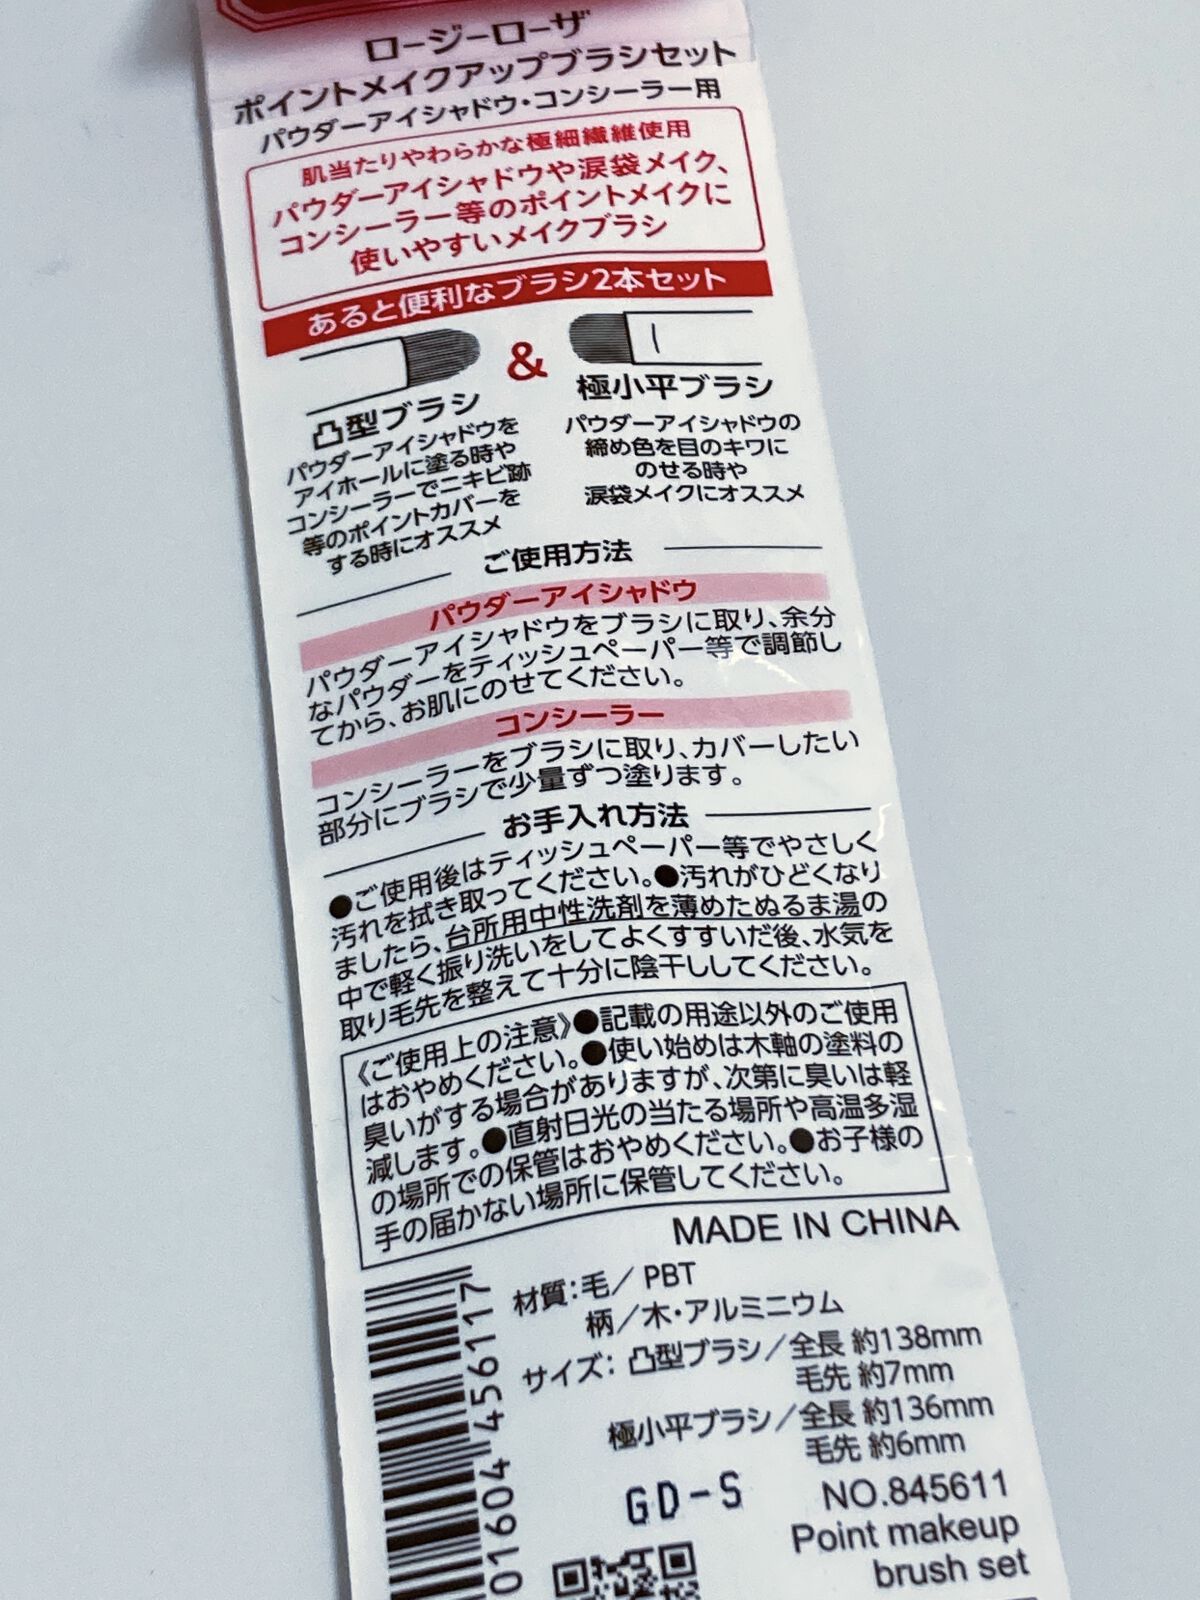 ロージーローザ
ポイントメイクアップブラシセット
パウダーアイシャドウ・コンシーラー用
肌当たりやわらかな極細繊維使用
パウダーアイシャドウや涙袋メイク、
コンシーラー等のポイントメイクに
使いやすいメイクブラシ
あると便利なブラシ2本セット
&
凸型ブラシ
パウダーアイシャドウを
アイホールに塗る時や
コンシーラーでニキビ跡
等のポイントカバーを
する時にオススメ
極小平ブラシ
パウダーアイシャドウの
締め色を目のキワに
のせる時や
涙袋メイクにオススメ
ご使用方法
パウダーアイシャドウ
パウダーアイシャドウをブラシに取り、余分
なパウダーをティッシュペーパー等で調節し
てから、お肌にのせてください。
コンシーラー
コンシーラーをブラシに取り、カバーしたい
部分にブラシで少量ずつ塗ります。
お手入れ方法
●ご使用後はティッシュペーパー等でやさしく
汚れを拭き取ってください。●汚れがひどくなり
ましたら、台所用中性洗剤を薄めたぬるま湯の
中で軽く振り洗いをしてよくすすいだ後、水気を
取り毛先を整えて十分に陰干ししてください。
《ご使用上の注意》●記載の用途以外のご使用
はおやめください。●使い始めは木軸の塗料の
臭いがする場合がありますが、次第に臭いは軽
減します。●直射日光の当たる場所や高温多湿
の場所での保管はおやめください。●お子様の
手の届かない場所に保管してください。
MADE IN CHINA
材質:毛/PBT
柄/木・アルミニウム
サイズ:凸型ブラシ/全長 約138mm
毛先 約7mm
極小平ブラシ/全長 約136mm
毛先 約6mm
GD-S
NO.845611
Point makeup
brush set
01604 456117